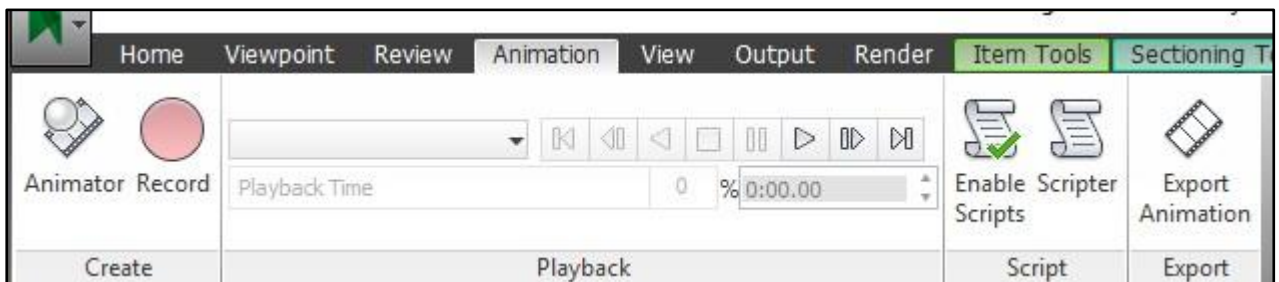 Home Viewpoint Review Animation View Output Render Item Tools Sectioning
Animator Record
Playback Time 0 % 0:00.00
Enable Scripts Scripter
Export Animation
Create Playback Script Export